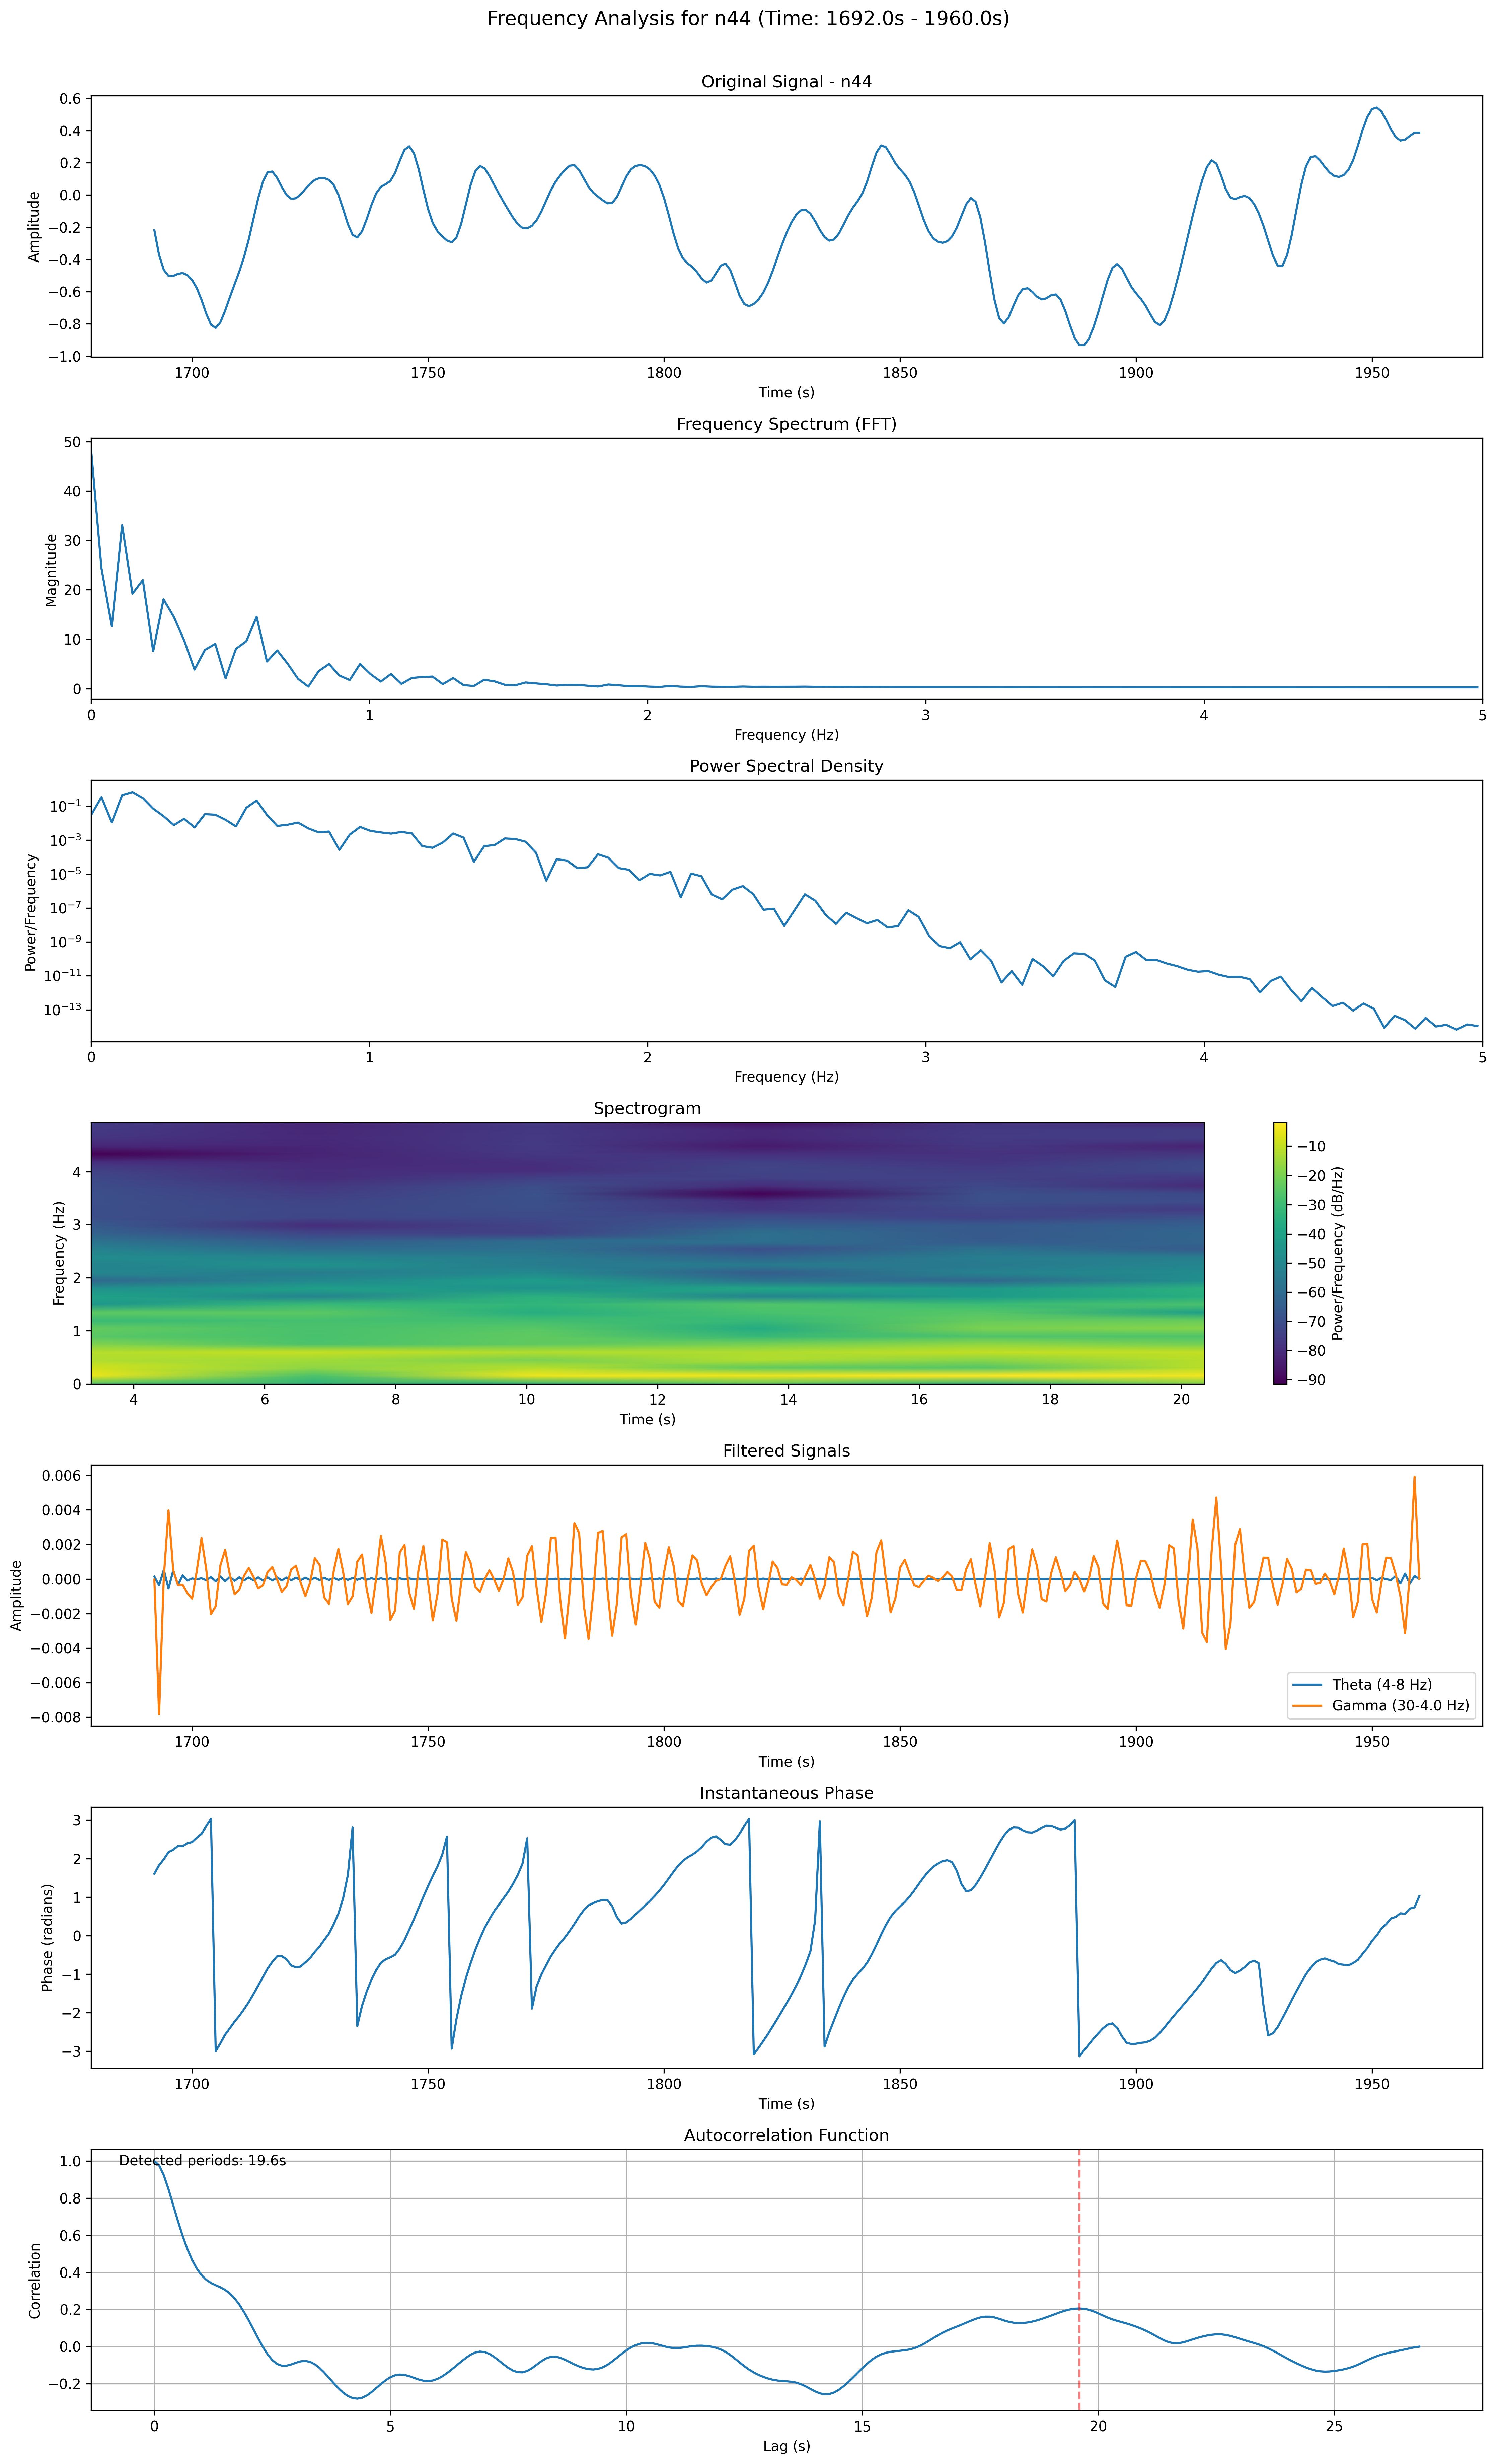 Frequency Analysis for n44 (Time: 1692.0s - 1960.0s)
Original Signal - n44
0.6
0.4
0.2
0.0
−0.2
−0.4
−0.6
−0.8
−1.0
Amplitude
1700 1750 1800 1850 1900 1950
Time (s)
Frequency Spectrum (FFT)
50
40
30
20
10
0
Magnitude
0 1 2 3 4 5
Frequency (Hz)
Power Spectral Density
10⁻¹
10⁻³
10⁻⁵
10⁻⁷
10⁻⁹
10⁻¹¹
10⁻¹³
Power/Frequency
0 1 2 3 4 5
Frequency (Hz)
Spectrogram
4
3
2
1
0
Frequency (Hz)
4 6 8 10 12 14 16 18 20
Time (s)
−10
−20
−30
−40
−50
−60
−70
−80
−90
Power/Frequency (dB/Hz)
Filtered Signals
0.006
0.004
0.002
0.000
−0.002
−0.004
−0.006
−0.008
Amplitude
Theta (4-8 Hz)
Gamma (30-4.0 Hz)
1700 1750 1800 1850 1900 1950
Time (s)
Instantaneous Phase
3
2
1
0
−1
−2
−3
Phase (radians)
1700 1750 1800 1850 1900 1950
Time (s)
Autocorrelation Function
Detected periods: 19.6s
1.0
0.8
0.6
0.4
0.2
0.0
−0.2
Correlation
0 5 10 15 20 25
Lag (s)